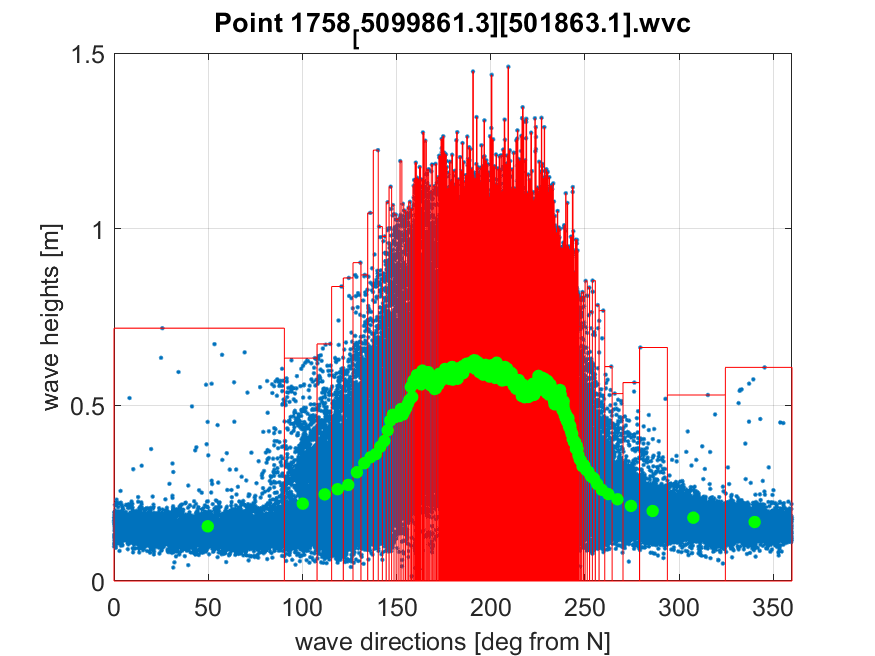 Point 1758[5099861.3][501863.1].wvc
1.5
1
0.5
0
wave heights [m]
0 50 100 150 200 250 300 350
wave directions [deg from N]